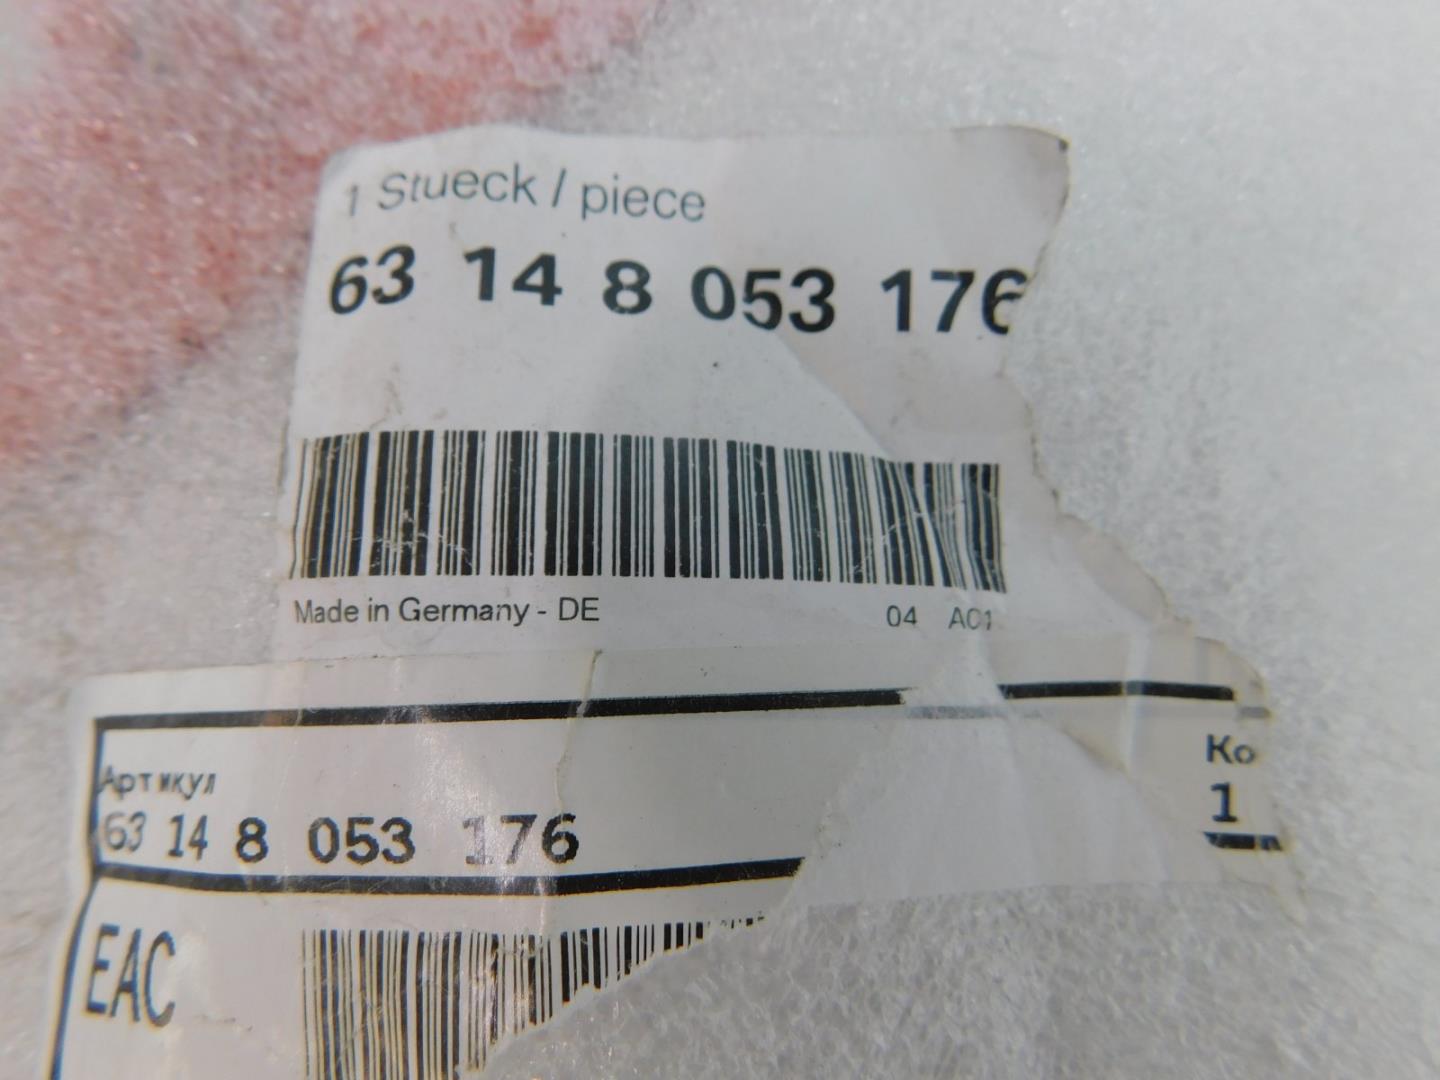 1 Stueck / piece
63 14 8 053 176
Made in Germany - DE
04 AC1
Артикул
Ко
63 14 8 053 176
1
EAC